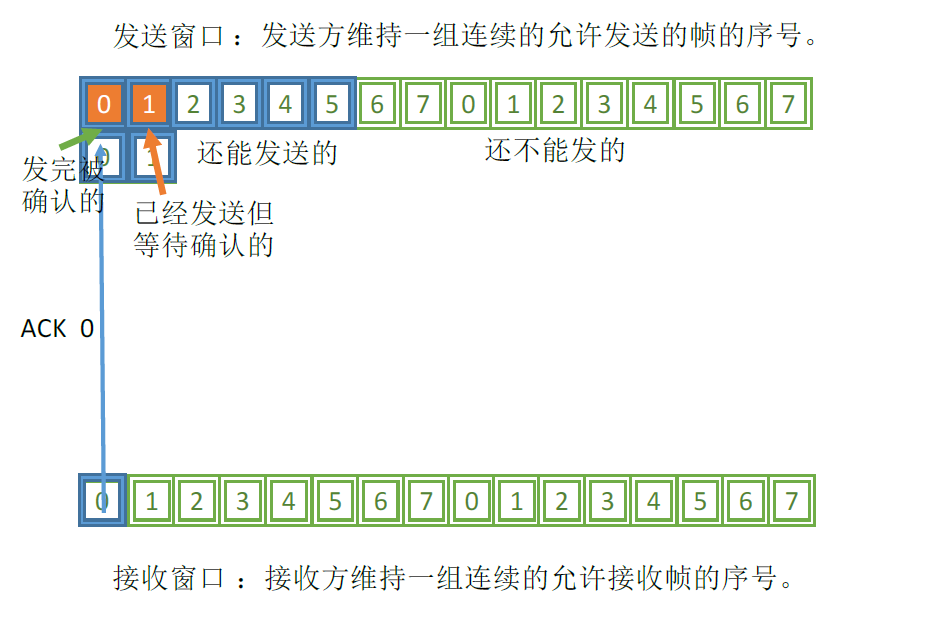 发送窗口：发送方维持一组连续的允许发送的帧的序号。
0 1 2 3 4 5 6 7 0 1 2 3 4 5 6 7
0 1
还能发送的
还不能发的
发完被
确认的
已经发送但
等待确认的
ACK 0
0 1 2 3 4 5 6 7 0 1 2 3 4 5 6 7
接收窗口：接收方维持一组连续的允许接收帧的序号。